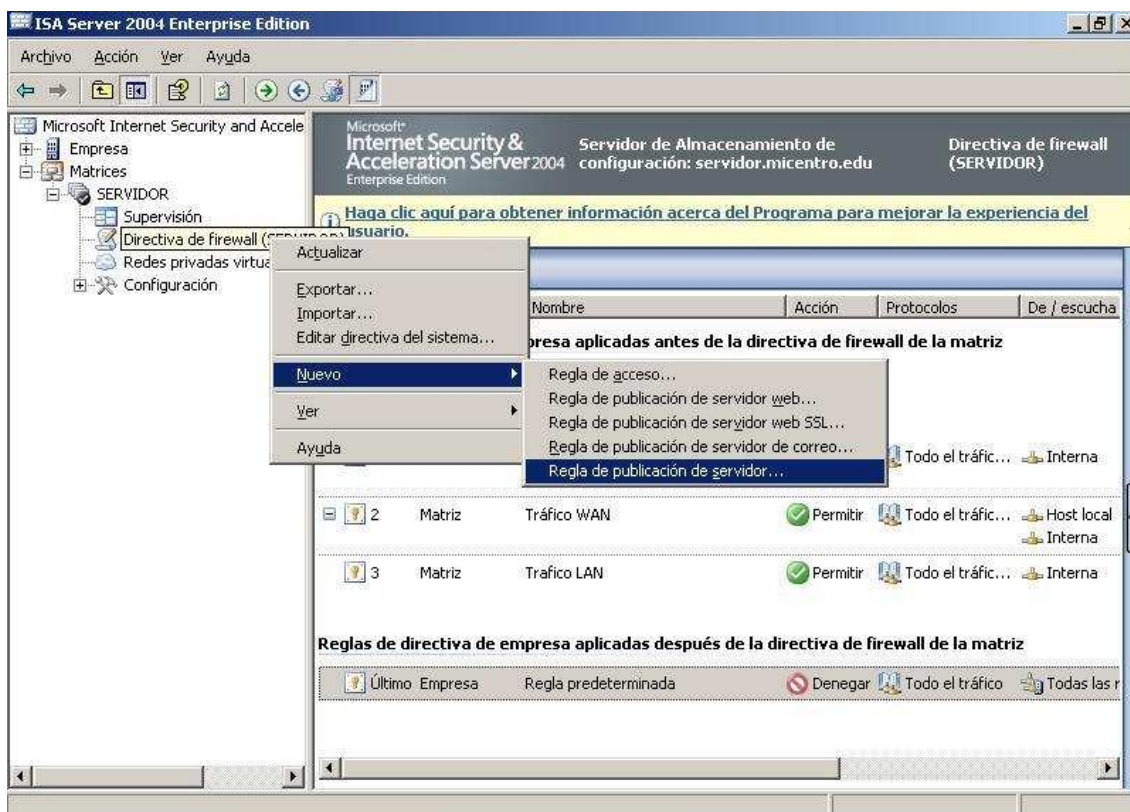 ISA Server 2004 Enterprise Edition
Archivo Acción Ver Ayuda
Microsoft Internet Security and Accele
Empresa
Matrices
SERVIDOR
Supervisión
Directiva de firewall
Redes privadas virtua
Configuración
Microsoft
Internet Security &
Acceleration Server 2004
Enterprise Edition
Servidor de Almacenamiento de
configuración: servidor.micentro.edu
Directiva de firewall
(SERVIDOR)
Haga clic aquí para obtener información acerca del Programa para mejorar la experiencia del
usuario.
Actualizar
Exportar...
Importar...
Editar directiva del sistema...
Nuevo
Ver
Ayuda
Regla de acceso...
Regla de publicación de servidor web...
Regla de publicación de servidor web SSL...
Regla de publicación de servidor de correo...
Regla de publicación de servidor...
Nombre Acción Protocolos De / escucha
presa aplicadas antes de la directiva de firewall de la matriz
Todo el tráfic... Interna
2 Matriz Tráfico WAN Permitir Todo el tráfic... Host local
Interna
3 Matriz Trafico LAN Permitir Todo el tráfic... Interna
Reglas de directiva de empresa aplicadas después de la directiva de firewall de la matriz
Último Empresa Regla predeterminada Denegar Todo el tráfico Todas las r